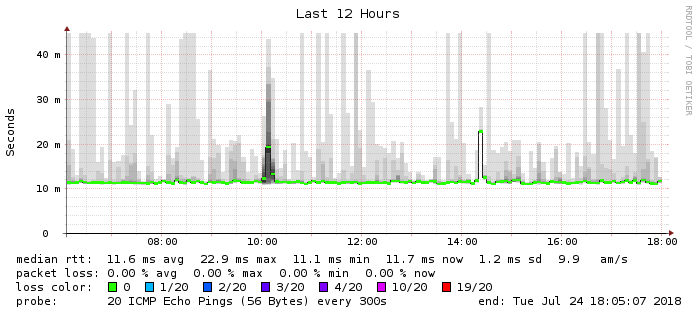 Last 12 Hours
RRDTOOL / TOBI OETIKER
Seconds
40 m
30 m
20 m
10 m
0
08:00 10:00 12:00 14:00 16:00 18:00
median rtt: 11.6 ms avg 22.9 ms max 11.1 ms min 11.7 ms now 1.2 ms sd 9.9 am/s
packet loss: 0.00 % avg 0.00 % max 0.00 % min 0.00 % now
loss color: 0 1/20 2/20 3/20 4/20 10/20 19/20
probe: 20 ICMP Echo Pings (56 Bytes) every 300s end: Tue Jul 24 18:05:07 2018